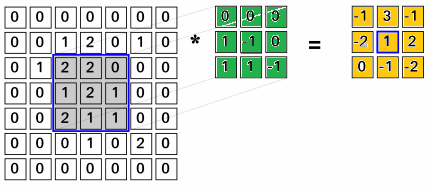 0 0 0 0 0 0 0 0 0 0 -1 3 -1
0 0 1 2 0 1 0 * 1 -1 0 = -2 1 2
0 1 2 2 0 0 0 1 1 -1 0 -1 -2
0 0 1 2 1 0 0
0 0 2 1 1 0 0
0 0 0 1 0 2 0
0 0 0 0 0 0 0